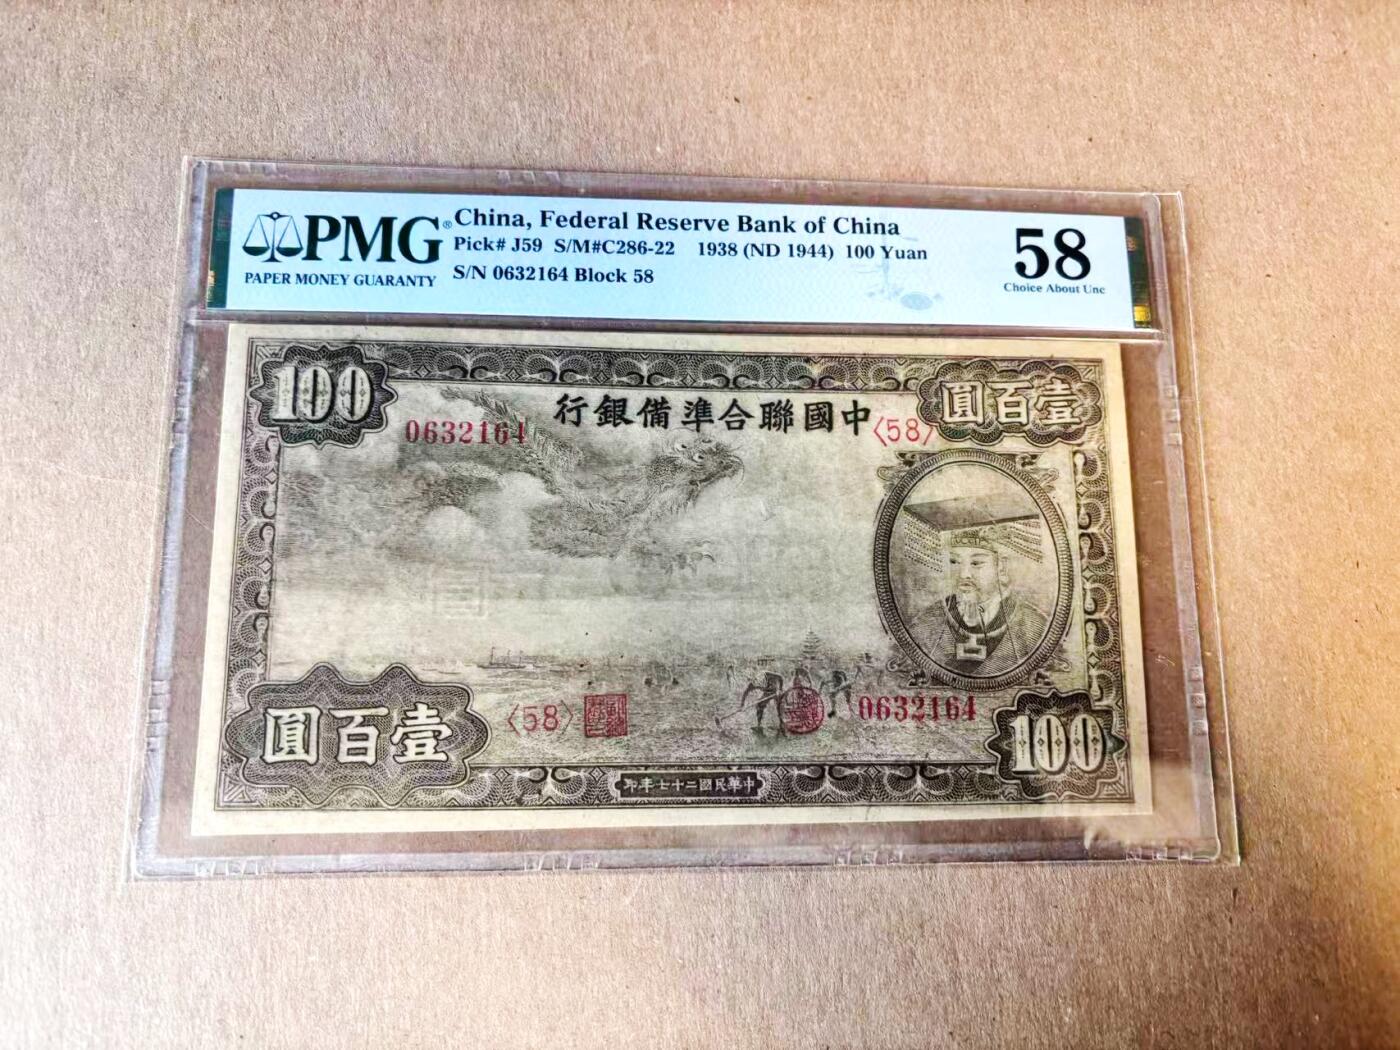 PMG®
PAPER MONEY GUARANTY
China, Federal Reserve Bank of China
Pick# J59 S/M#C286-22 1938 (ND 1944) 100 Yuan
S/N 0632164 Block 58
58
Choice About Unc
100
行銀備準合聯國中
圓百壹
0632164
〈58〉
圓百壹
〈58〉
0632164
100
印年七十二國民華中